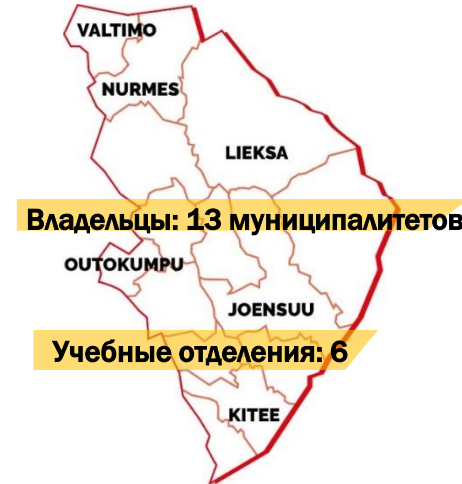 VALTIMO
NURMES
LIEKSA
Владельцы: 13 муниципалитетов
OUTOKUMPU
JOENSUU
Учебные отделения: 6
KITEE